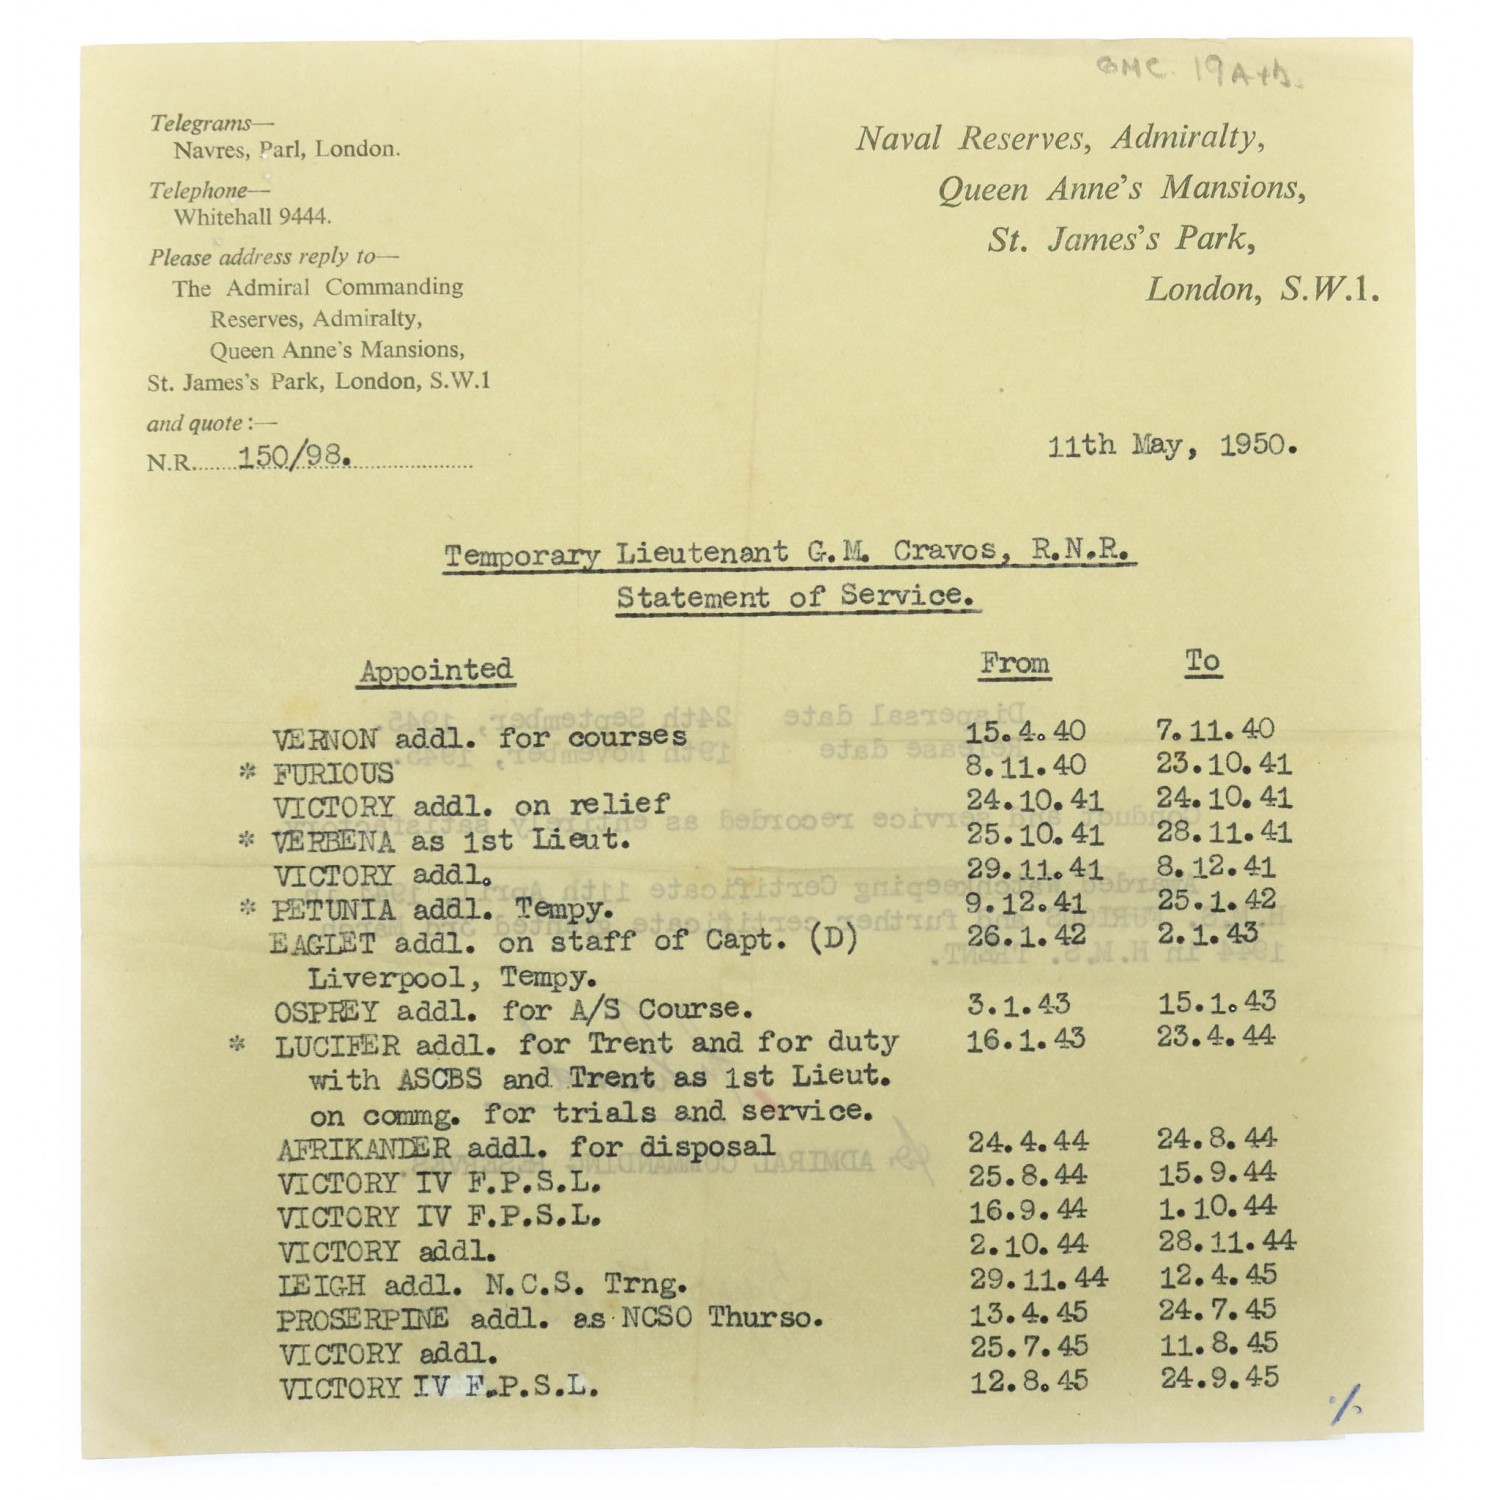 GMC 19A+D.
Telegrams—
Navres, Parl, London.
Telephone—
Whitehall 9444.
Please address reply to—
The Admiral Commanding
Reserves, Admiralty,
Queen Anne's Mansions,
St. James's Park, London, S.W.1
and quote:—
N.R. 150/98.
Naval Reserves, Admiralty,
Queen Anne's Mansions,
St. James's Park,
London, S.W.1.
11th May, 1950.
Temporary Lieutenant G.M. Cravos, R.N.R.
Statement of Service.
Appointed From To
VERNON addl. for courses 15.4.40 7.11.40
* FURIOUS 8.11.40 23.10.41
VICTORY addl. on relief 24.10.41 24.10.41
* VERBENA as 1st Lieut. 25.10.41 28.11.41
VICTORY addl. 29.11.41 8.12.41
* PETUNIA addl. Tempy. 9.12.41 25.1.42
EAGLET addl. on staff of Capt. (D) 26.1.42 2.1.43
Liverpool, Tempy.
OSPREY addl. for A/S Course. 3.1.43 15.1.43
* LUCIFER addl. for Trent and for duty 16.1.43 23.4.44
with ASCBS and Trent as 1st Lieut.
on commg. for trials and service.
AFRIKANDER addl. for disposal 24.4.44 24.8.44
VICTORY IV F.P.S.L. 25.8.44 15.9.44
VICTORY IV F.P.S.L. 16.9.44 1.10.44
VICTORY addl. 2.10.44 28.11.44
LEIGH addl. N.C.S. Trng. 29.11.44 12.4.45
PROSERPINE addl. as NCSO Thurso. 13.4.45 24.7.45
VICTORY addl. 25.7.45 11.8.45
VICTORY IV F.P.S.L. 12.8.45 24.9.45